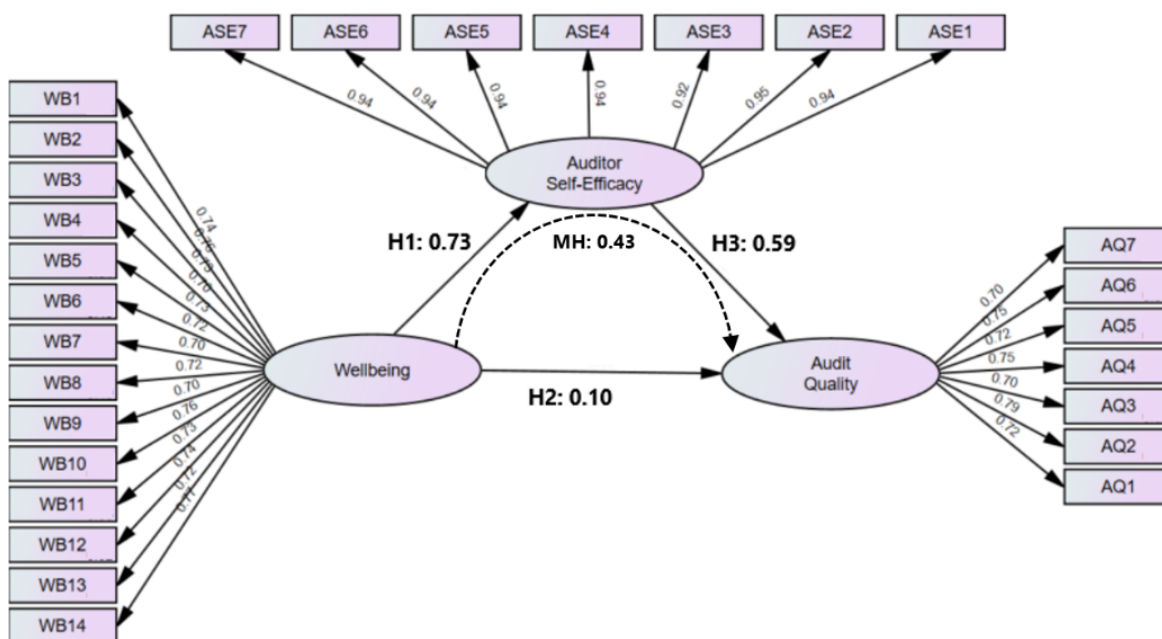 ASE7 ASE6 ASE5 ASE4 ASE3 ASE2 ASE1
0.94 0.94 0.94 0.94 0.92 0.95 0.94
Auditor
Self-Efficacy
WB1
WB2
WB3
WB4
WB5
WB6
WB7
WB8
WB9
WB10
WB11
WB12
WB13
WB14
0.74
0.76
0.73
0.70
0.73
0.72
0.70
0.72
0.70
0.76
0.73
0.74
0.72
0.77
H1: 0.73
MH: 0.43
H3: 0.59
Wellbeing
H2: 0.10
Audit
Quality
0.70
0.75
0.72
0.75
0.70
0.79
0.72
AQ7
AQ6
AQ5
AQ4
AQ3
AQ2
AQ1